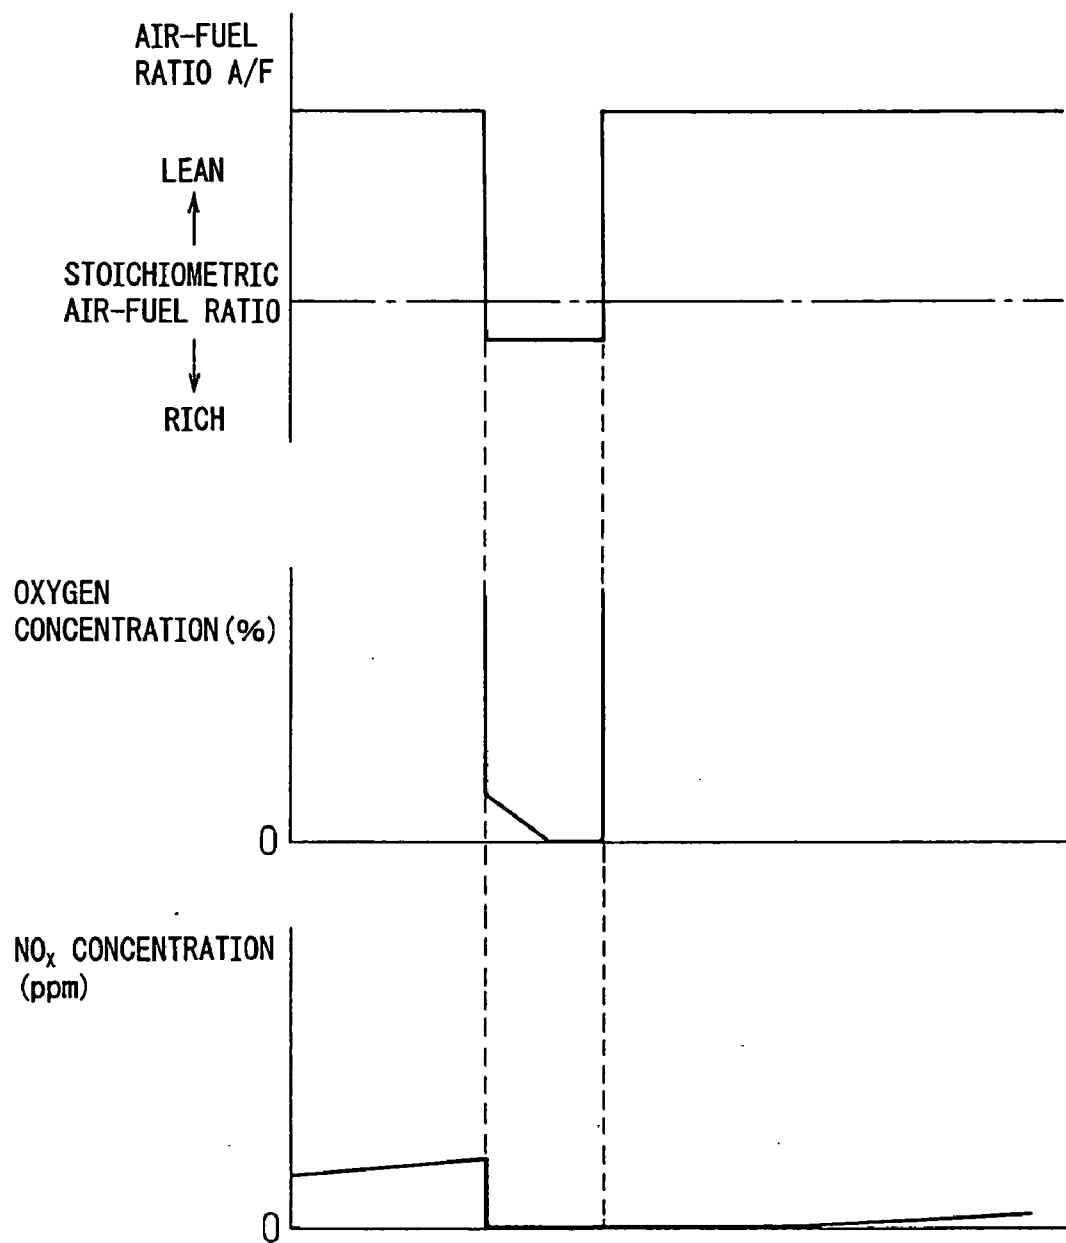 AIR-FUEL
RATIO A/F
LEAN
STOICHIOMETRIC
AIR-FUEL RATIO
RICH
OXYGEN
CONCENTRATION(%)
0
NOx CONCENTRATION
(ppm)
0